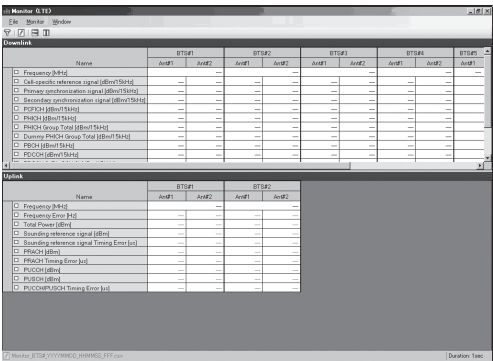 Monitor (LTE)
File Monitor Window
Downlink
BTS#1 BTS#2 BTS#3 BTS#4 BTS#5
Name Ant#1 Ant#2 Ant#1 Ant#2 Ant#1 Ant#2 Ant#1 Ant#2 Ant#1
Frequency [MHz] --- --- --- --- ---
Cell-specific reference signal [dBm/15kHz] --- --- --- --- --- --- --- --- ---
Primary synchronization signal [dBm/15kHz] --- --- --- --- --- --- --- --- ---
Secondary synchronization signal [dBm/15kHz] --- --- --- --- --- --- --- --- ---
PCFICH [dBm/15kHz] --- --- --- --- --- --- --- --- ---
PHICH [dBm/15kHz] --- --- --- --- --- --- --- --- ---
PHICH Group Total [dBm/15kHz] --- --- --- --- --- --- --- --- ---
Dummy PHICH Group Total [dBm/15kHz] --- --- --- --- --- --- --- --- ---
PBCH [dBm/15kHz] --- --- --- --- --- --- --- --- ---
PDCCH [dBm/15kHz] --- --- --- --- --- --- --- --- ---
Uplink
BTS#1 BTS#2
Name Ant#1 Ant#2 Ant#1 Ant#2
Frequency [MHz] --- ---
Frequency Error [Hz] --- --- --- ---
Total Power [dBm] --- --- --- ---
Sounding reference signal [dBm] --- --- --- ---
Sounding reference signal Timing Error [us] --- --- --- ---
PRACH [dBm] --- --- --- ---
PRACH Timing Error [us] --- --- --- ---
PUCCH [dBm] --- --- --- ---
PUSCH [dBm] --- --- --- ---
PUCCH/PUSCH Timing Error [us] --- --- --- ---
Monitor_BTS#_YYYYMMDD_HHMMSS_FFF.csv Duration: 1sec